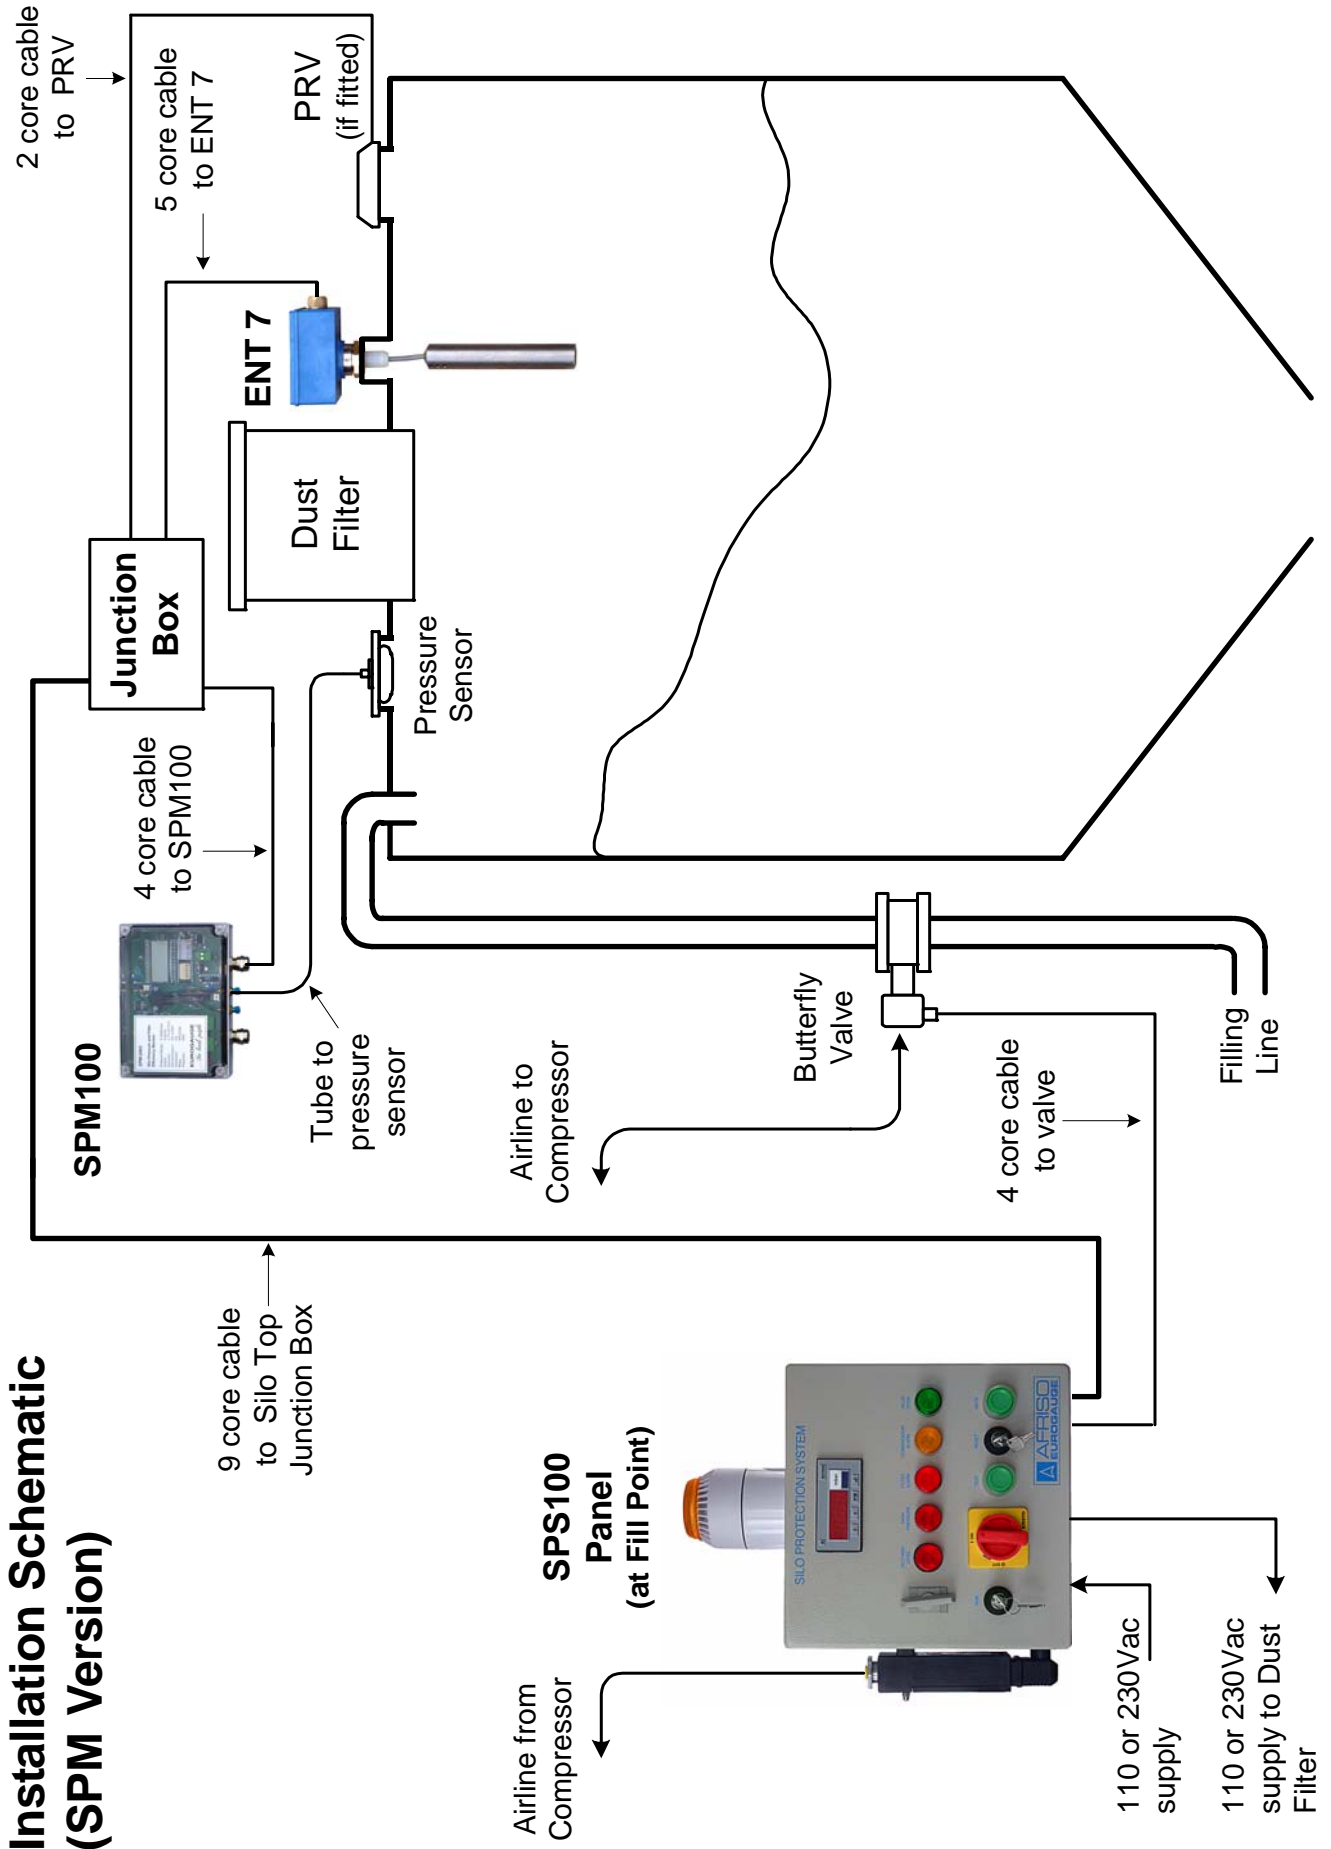 Installation Schematic
(SPM Version)
2 core cable
to PRV
5 core cable
to ENT 7
PRV
(if fitted)
ENT 7
Junction
Box
Dust
Filter
Pressure
Sensor
4 core cable
to SPM100
SPM100
Tube to
pressure
sensor
9 core cable
to Silo Top
Junction Box
Airline to
Compressor
Butterfly
Valve
4 core cable
to valve
Filling
Line
SPS100
Panel
(at Fill Point)
SILO PROTECTION SYSTEM
AFRISO
EUROGAUGE
Airline from
Compressor
110 or 230Vac
supply
110 or 230Vac
supply to Dust
Filter